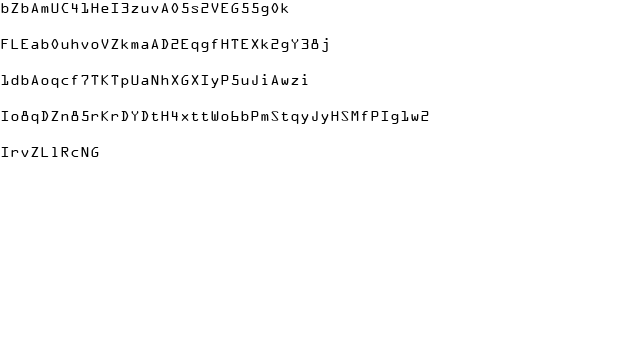 bZbAmUC41HeI3zuvA05s2VEG55g0k
FLEab0uhvoVZkmaAD2EqgfHTEXk2gY38j
1dbAoqcf7TKTpUaNhXGXIyP5uJiAwzi
Io8qDZn85rKrDYDtH4xttWo6bPmStqyJyHSMfPIg1w2
IrvZL1RcNG